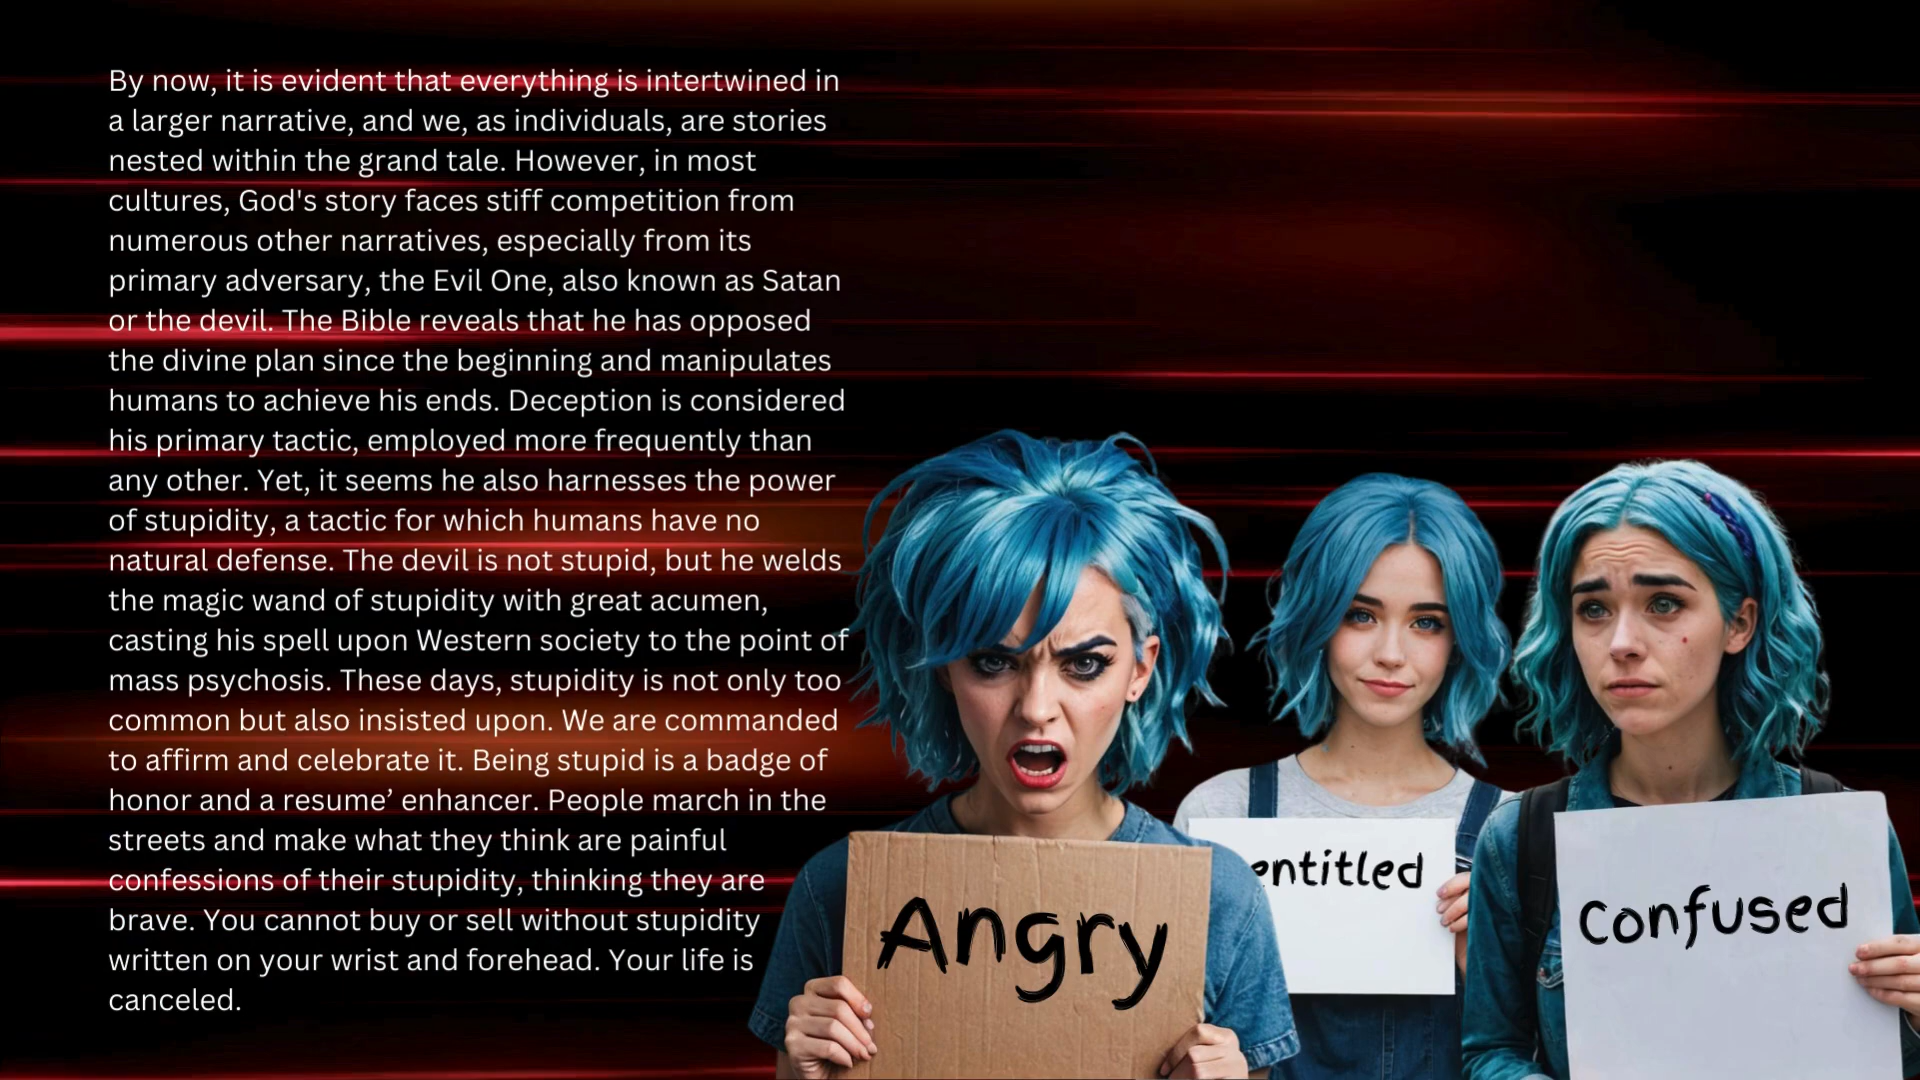 By now, it is evident that everything is intertwined in
a larger narrative, and we, as individuals, are stories
nested within the grand tale. However, in most
cultures, God's story faces stiff competition from
numerous other narratives, especially from its
primary adversary, the Evil One, also known as Satan
or the devil. The Bible reveals that he has opposed
the divine plan since the beginning and manipulates
humans to achieve his ends. Deception is considered
his primary tactic, employed more frequently than
any other. Yet, it seems he also harnesses the power
of stupidity, a tactic for which humans have no
natural defense. The devil is not stupid, but he welds
the magic wand of stupidity with great acumen,
casting his spell upon Western society to the point of
mass psychosis. These days, stupidity is not only too
common but also insisted upon. We are commanded
to affirm and celebrate it. Being stupid is a badge of
honor and a resume’ enhancer. People march in the
streets and make what they think are painful
confessions of their stupidity, thinking they are
brave. You cannot buy or sell without stupidity
written on your wrist and forehead. Your life is
canceled.
Angry
entitled
Confused